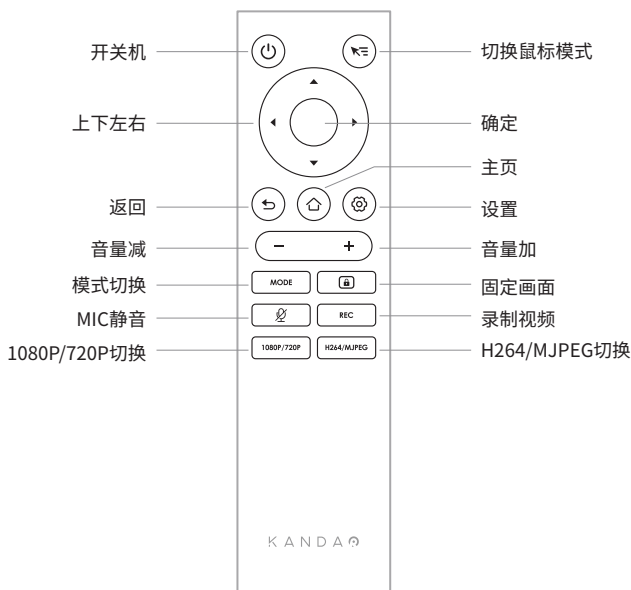 开关机
切换鼠标模式
上下左右
确定
主页
返回
设置
音量减
音量加
模式切换
MODE
固定画面
MIC静音
REC
录制视频
1080P/720P切换
1080P/720P
H264/MJPEG
H264/MJPEG切换
KANDAO